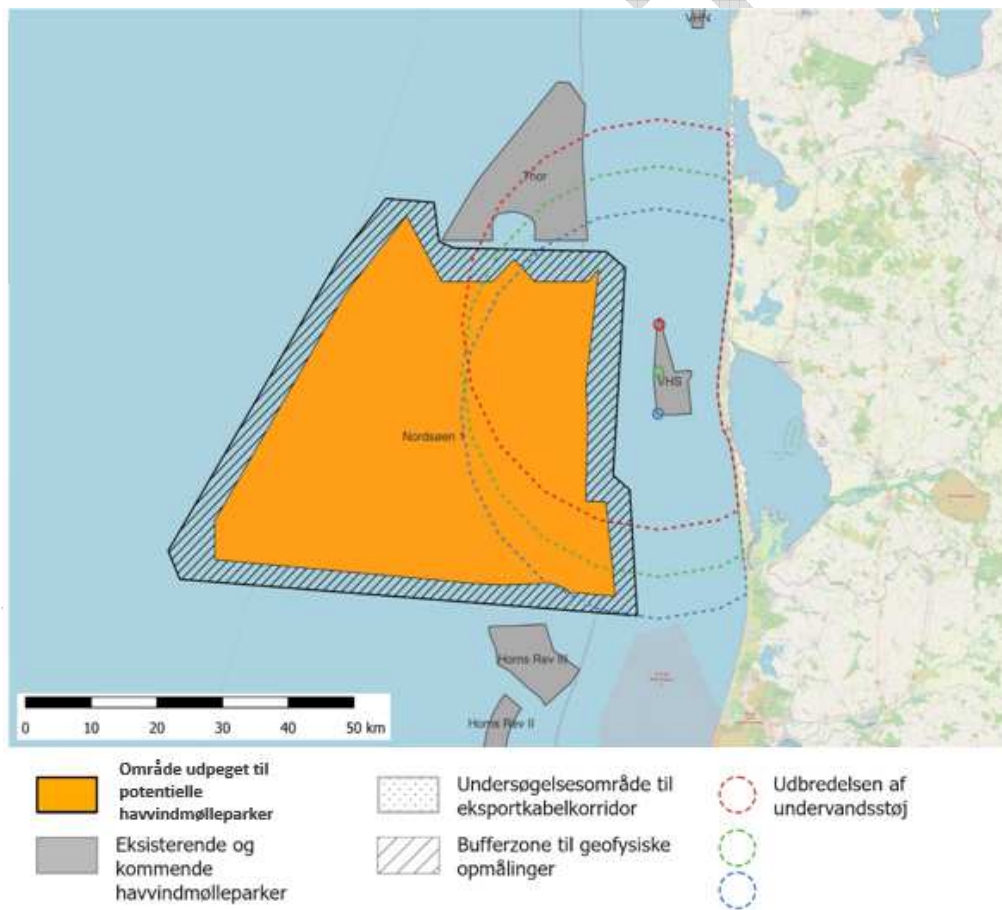 VHN
Thor
VHS
Nordsøen 1
Horns Rev III
Horns Rev II
0 10 20 30 40 50 km
Område udpeget til
potentielle
havvindmølleparker
Eksisterende og
kommende
havvindmølleparker
Undersøgelsesområde til
eksportkabelkorridor
Bufferzone til geofysiske
opmålinger
Udbredelsen af
undervandsstøj